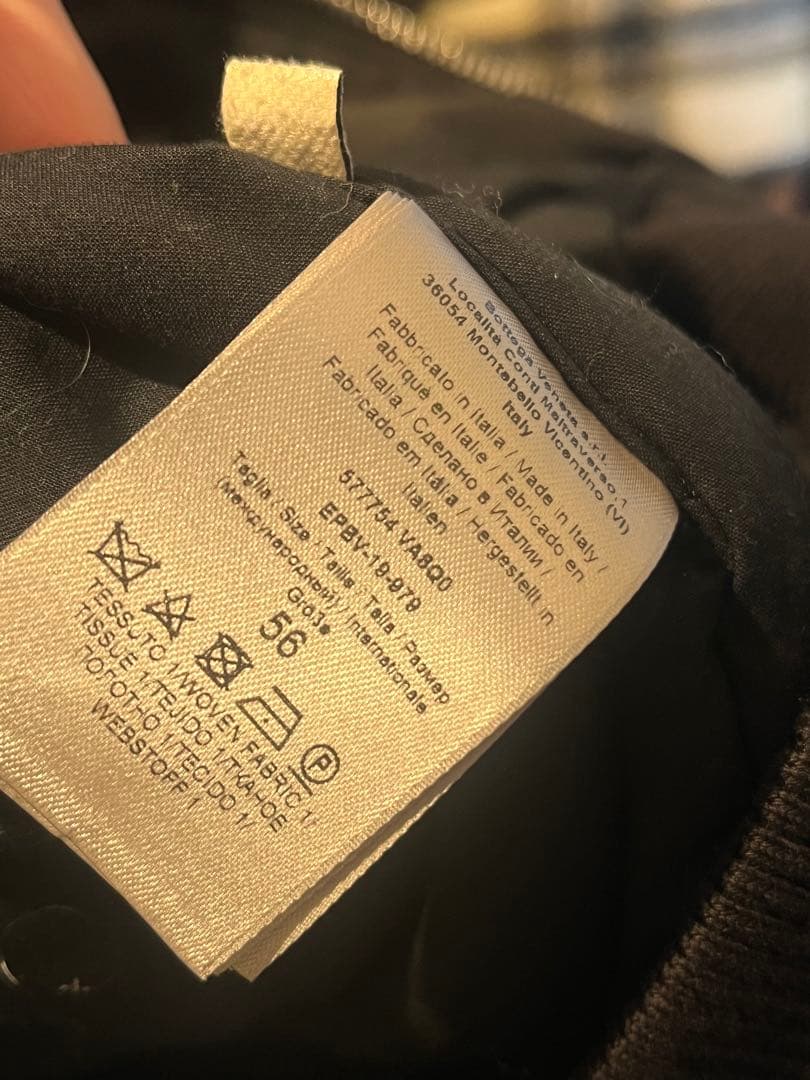 Bottega Veneta s.r.l.
Località Conti Maltraverso, 1
36054 Montebello Vicentino (VI)
Italy
Fabbricato in Italia / Made in Italy /
Fabriqué en Italie / Fabricado en
Italia / Сделано в Италии /
Fabricado em Itália / Hergestellt in
Italien
577754 VA8Q0
EPBV-19-979
Taglia / Size / Taille / Talla / Размер
(международный) / Internationale
Größe
56
P
TESSUTO 1/WOVEN FABRIC 1/
TISSUE 1/TEJIDO 1/ТКАНОЕ
ПОЛОТНО 1/TECIDO 1/
WEBSTOFF 1